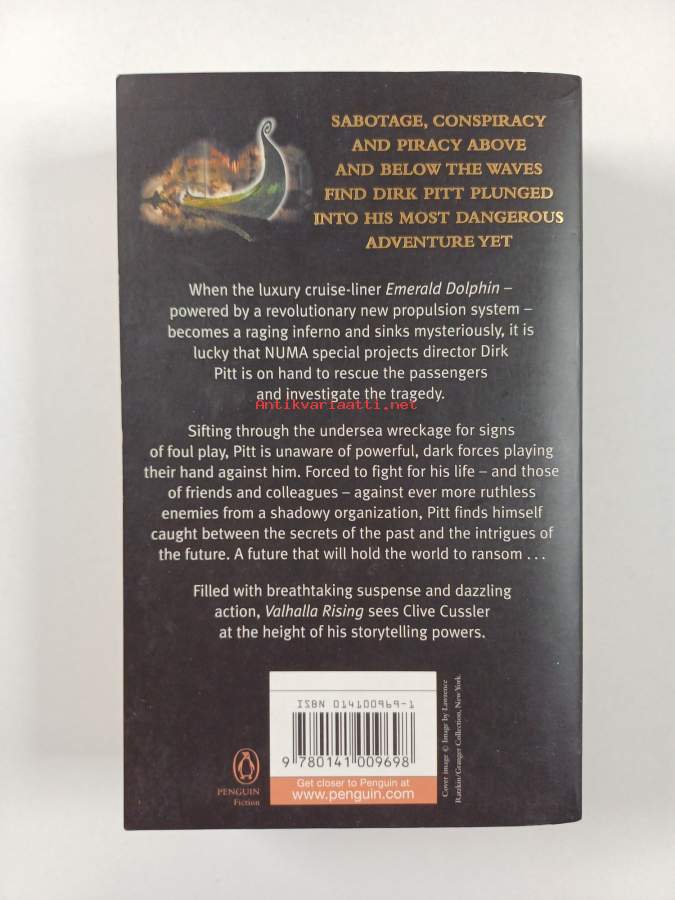 SABOTAGE, CONSPIRACY
AND PIRACY ABOVE
AND BELOW THE WAVES
FIND DIRK PITT PLUNGED
INTO HIS MOST DANGEROUS
ADVENTURE YET
When the luxury cruise-liner Emerald Dolphin –
powered by a revolutionary new propulsion system –
becomes a raging inferno and sinks mysteriously, it is
lucky that NUMA special projects director Dirk
Pitt is on hand to rescue the passengers
and investigate the tragedy.
Antikvariaatti.net
Sifting through the undersea wreckage for signs
of foul play, Pitt is unaware of powerful, dark forces playing
their hand against him. Forced to fight for his life – and those
of friends and colleagues – against ever more ruthless
enemies from a shadowy organization, Pitt finds himself
caught between the secrets of the past and the intrigues of
the future. A future that will hold the world to ransom . . .
Filled with breathtaking suspense and dazzling
action, Valhalla Rising sees Clive Cussler
at the height of his storytelling powers.
ISBN 014100969-1
9 780141 009698
Get closer to Penguin at
www.penguin.com
PENGUIN
Fiction
Cover image © Image by Lawrence
Ratzkin/Granger Collection, New York.